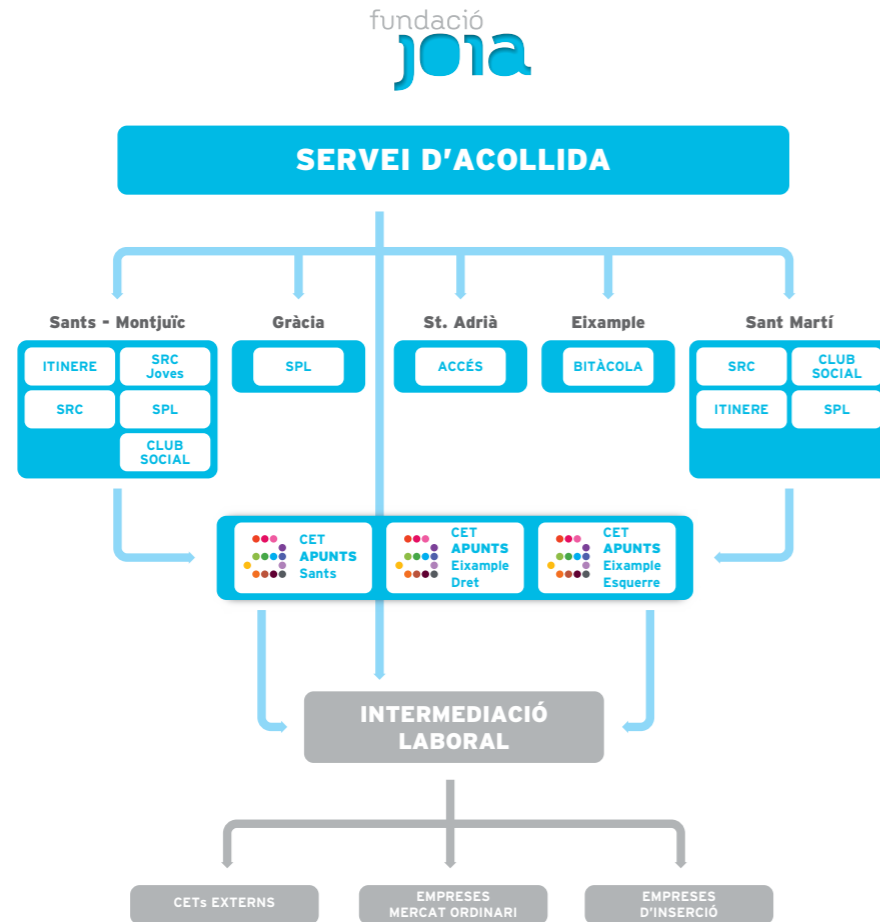 fundació
joia
SERVEI D'ACOLLIDA
Sants - Montjuïc
ITINERE
SRC
Joves
SRC
SPL
CLUB
SOCIAL
Gràcia
SPL
St. Adrià
ACCÉS
Eixample
BITÀCOLA
Sant Martí
SRC
CLUB
SOCIAL
ITINERE
SPL
CET
APUNTS
Sants
CET
APUNTS
Eixample
Dret
CET
APUNTS
Eixample
Esquerre
INTERMEDIACIÓ
LABORAL
CETs EXTERNS
EMPRESES
MERCAT ORDINARI
EMPRESES
D'INSERCIÓ